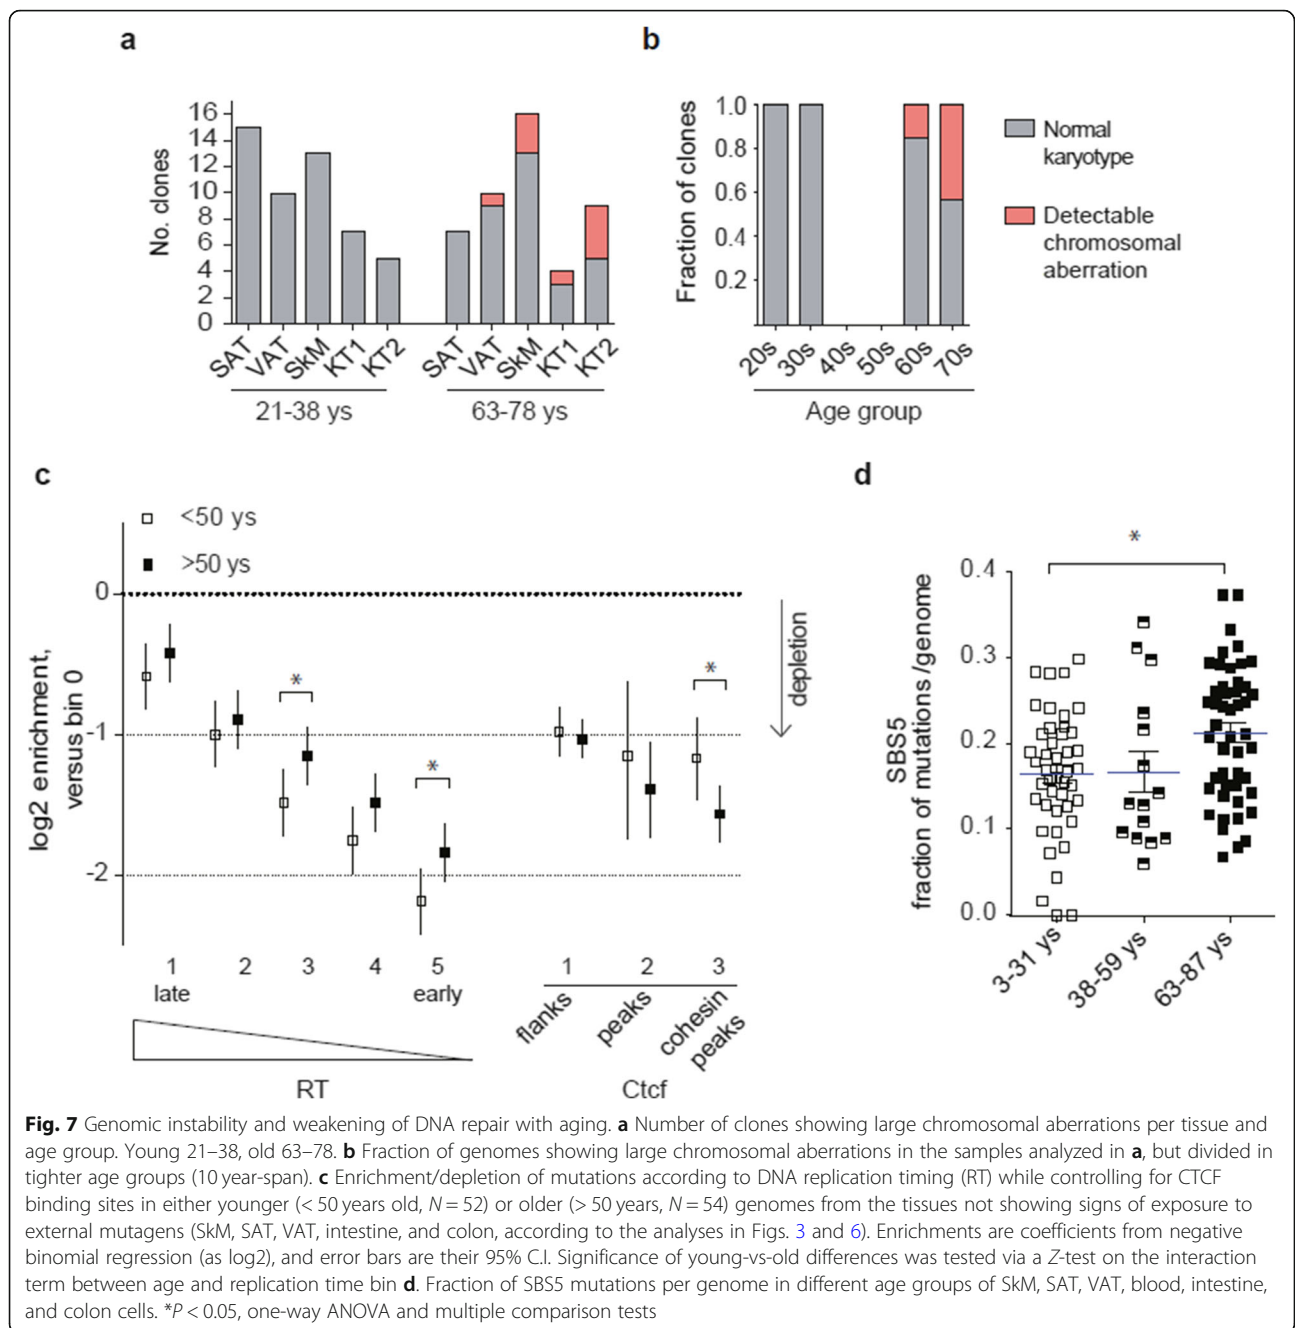 a
b
16
14
12
10
8
6
4
2
0
No. clones
SAT
VAT
SkM
KT1
KT2
SAT
VAT
SkM
KT1
KT2
21-38 ys
63-78 ys
1.0
0.8
0.6
0.4
0.2
Fraction of clones
20s
30s
40s
50s
60s
70s
Age group
Normal
karyotype
Detectable
chromosomal
aberration
c
<50 ys
>50 ys
0
-1
-2
log2 enrichment,
versus bin 0
*
*
*
depletion
1
2
3
4
5
late
early
RT
1
2
3
flanks
peaks
cohesin
peaks
Ctcf
d
*
0.4
0.3
0.2
0.1
0.0
SBS5
fraction of mutations /genome
3-31 ys
38-59 ys
63-87 ys
Fig. 7 Genomic instability and weakening of DNA repair with aging. a Number of clones showing large chromosomal aberrations per tissue and
age group. Young 21–38, old 63–78. b Fraction of genomes showing large chromosomal aberrations in the samples analyzed in a, but divided in
tighter age groups (10 year-span). c Enrichment/depletion of mutations according to DNA replication timing (RT) while controlling for CTCF
binding sites in either younger (< 50 years old, N = 52) or older (> 50 years, N = 54) genomes from the tissues not showing signs of exposure to
external mutagens (SkM, SAT, VAT, intestine, and colon, according to the analyses in Figs. 3 and 6). Enrichments are coefficients from negative
binomial regression (as log2), and error bars are their 95% C.I. Significance of young-vs-old differences was tested via a Z-test on the interaction
term between age and replication time bin d. Fraction of SBS5 mutations per genome in different age groups of SkM, SAT, VAT, blood, intestine,
and colon cells. *P < 0.05, one-way ANOVA and multiple comparison tests